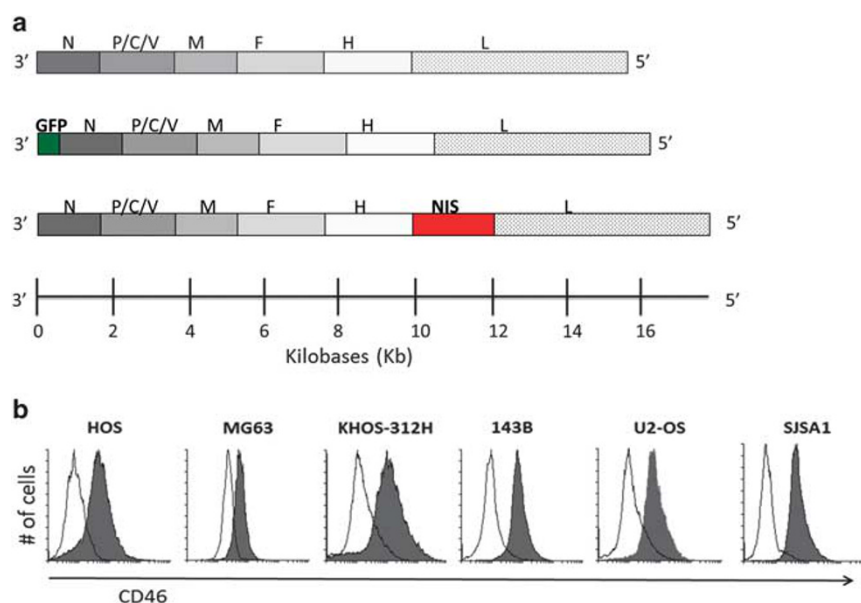 a
N P/C/V M F H L
3′ 5′
GFP N P/C/V M F H L
3′ 5′
N P/C/V M F H NIS L
3′ 5′
3′ 5′
0 2 4 6 8 10 12 14 16
Kilobases (Kb)
b
HOS MG63 KHOS-312H 143B U2-OS SJSA1
# of cells
CD46